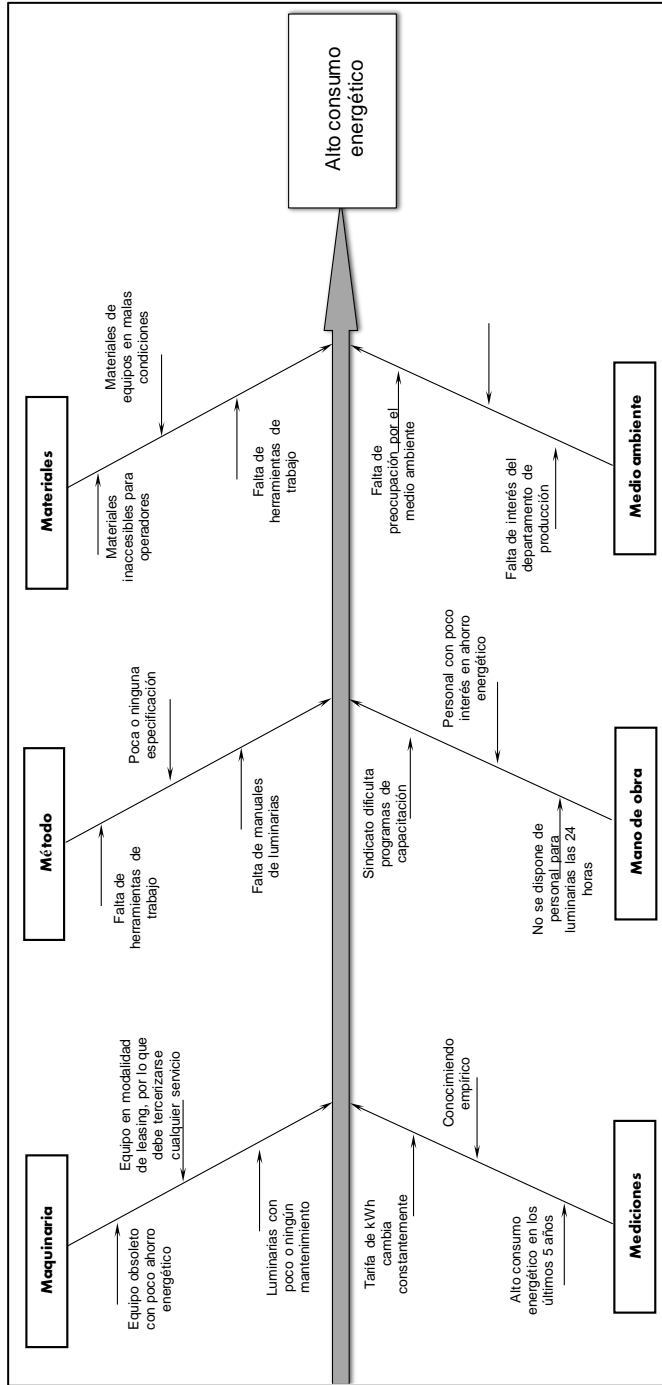 Maquinaria
Equipo obsoleto
con poco ahorro
energético
Equipo en modalidad
de leasing, por lo que
debe tercerizarse
cualquier servicio
Luminarias con
poco o ningún
mantenimiento
Método
Falta de
herramientas de
trabajo
Poca o ninguna
especificación
Falta de manuales
de luminarias
Materiales
Materiales
inaccesibles para
operadores
Materiales de
equipos en malas
condiciones
Falta de
herramientas de
trabajo
Alto consumo
energético
Tarifa de kWh
cambia
constantemente
Conocimiendo
empírico
Alto consumo
energético en los
últimos 5 años
Mediciones
Sindicato dificulta
programas de
capacitación
Personal con poco
interés en ahorro
energético
No se dispone de
personal para
luminarias las 24
horas
Mano de obra
Falta de
preocupación por el
medio ambiente
Falta de interés del
departamento de
producción
Medio ambiente